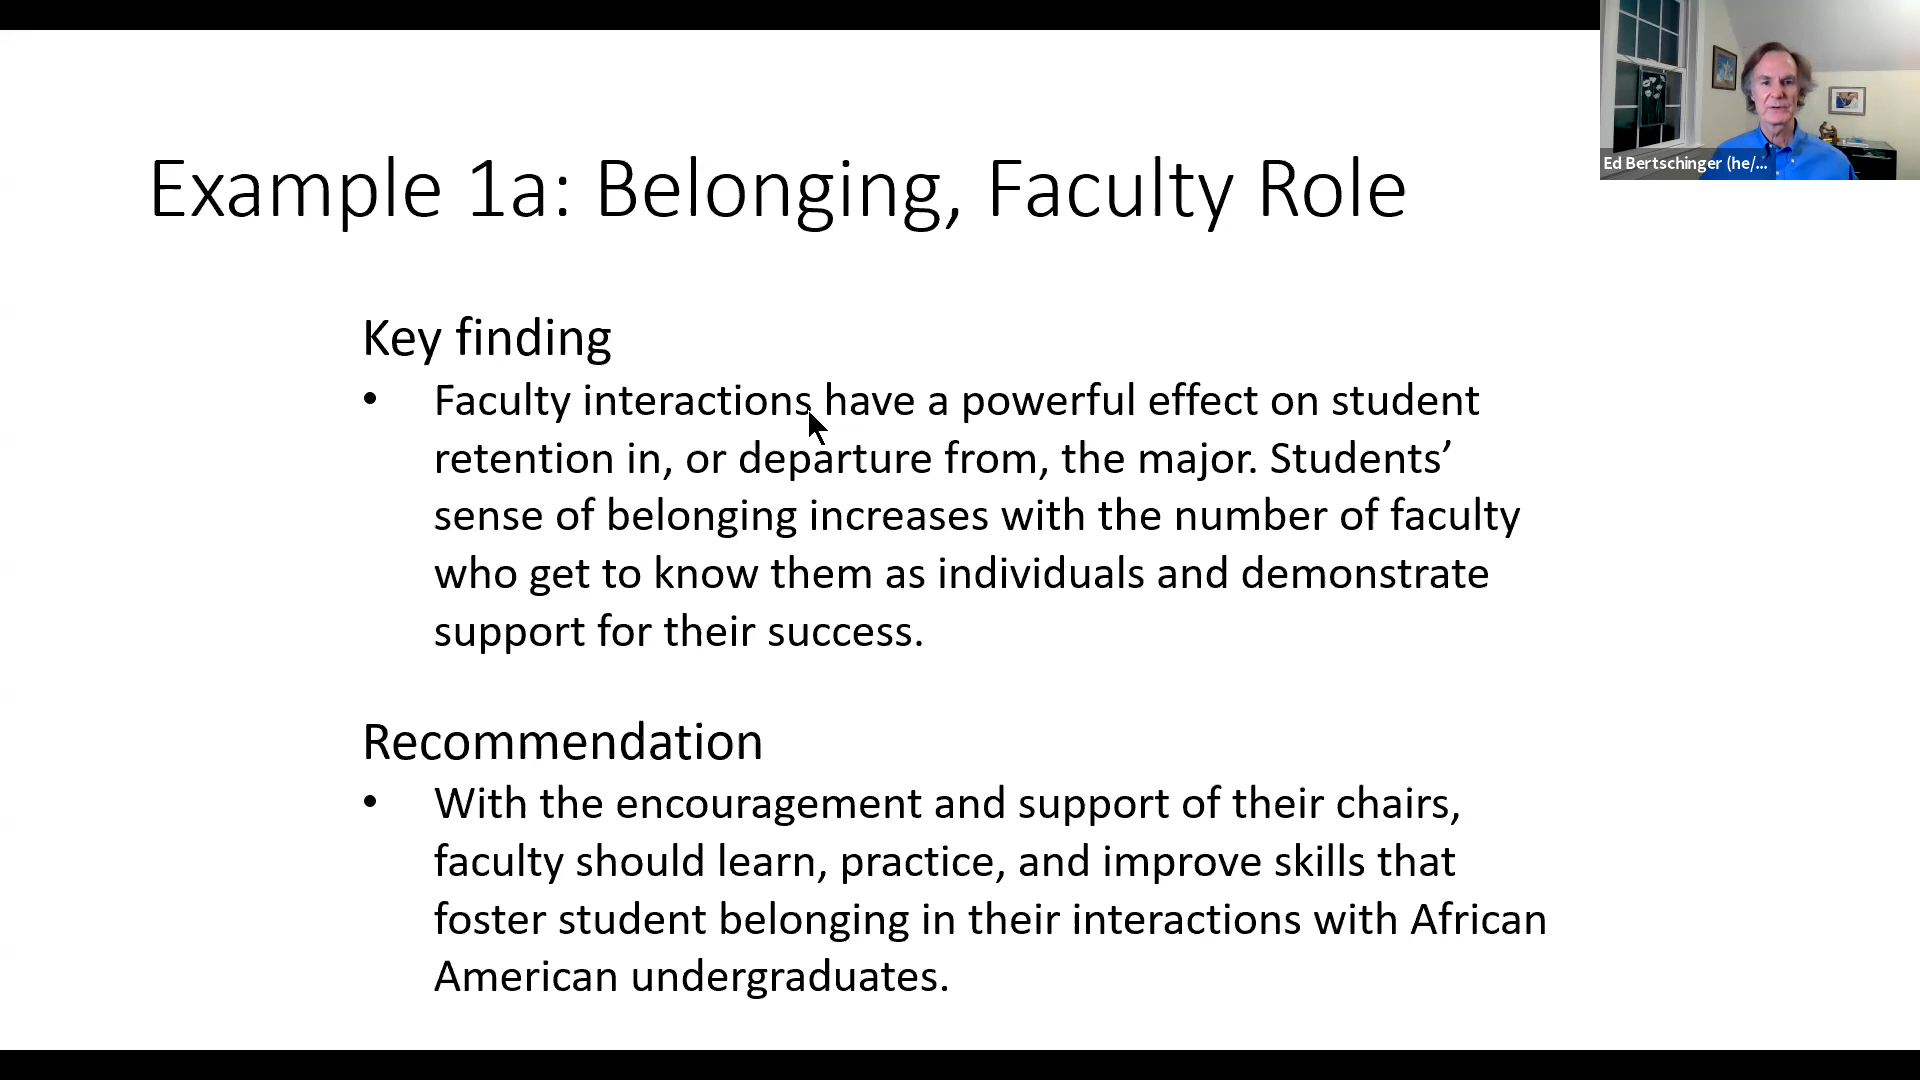 Example 1a: Belonging, Faculty Role
Ed Bertschinger (he/...
Key finding
• Faculty interactions have a powerful effect on student
retention in, or departure from, the major. Students’
sense of belonging increases with the number of faculty
who get to know them as individuals and demonstrate
support for their success.
Recommendation
• With the encouragement and support of their chairs,
faculty should learn, practice, and improve skills that
foster student belonging in their interactions with African
American undergraduates.